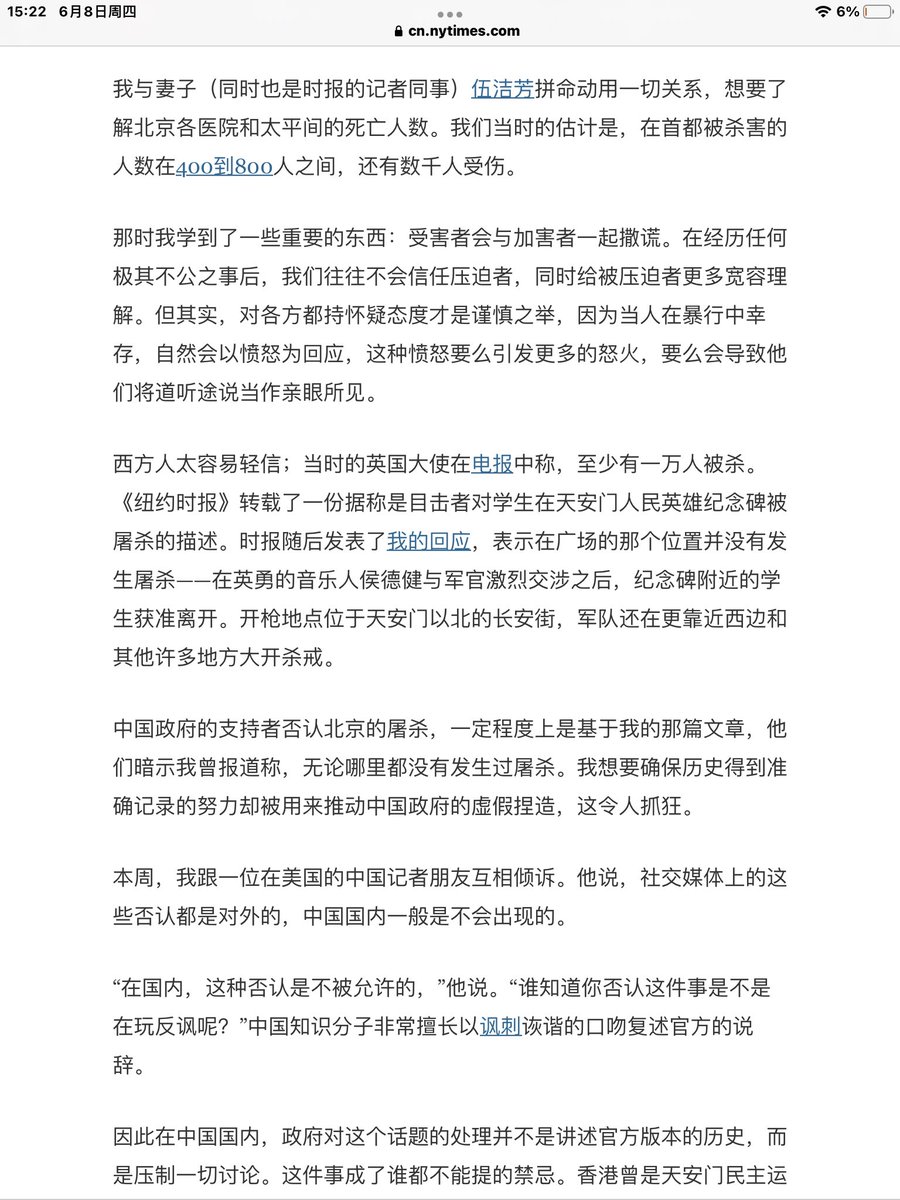 15:22 6月8日周四
6%
cn.nytimes.com
我与妻子（同时也是时报的记者同事）伍洁芳拼命动用一切关系，想要了
解北京各医院和太平间的死亡人数。我们当时的估计是，在首都被杀害的
人数在400到800人之间，还有数千人受伤。
那时我学到了一些重要的东西：受害者会与加害者一起撒谎。在经历任何
极其不公之事后，我们往往不会信任压迫者，同时给被压迫者更多宽容理
解。但其实，对各方都持怀疑态度才是谨慎之举，因为当人在暴行中幸
存，自然会以愤怒为回应，这种愤怒要么引发更多的怒火，要么会导致他
们将道听途说当作亲眼所见。
西方人太容易轻信；当时的英国大使在电报中称，至少有一万人被杀。
《纽约时报》转载了一份据称是目击者对学生在天安门人民英雄纪念碑被
屠杀的描述。时报随后发表了我的回应，表示在广场的那个位置并没有发
生屠杀——在英勇的音乐人侯德健与军官激烈交涉之后，纪念碑附近的学
生获准离开。开枪地点位于天安门以北的长安街，军队还在更靠近西边和
其他许多地方大开杀戒。
中国政府的支持者否认北京的屠杀，一定程度上是基于我的那篇文章，他
们暗示我曾报道称，无论哪里都没有发生过屠杀。我想要确保历史得到准
确记录的努力却被用来推动中国政府的虚假捏造，这令人抓狂。
本周，我跟一位在美国的中国记者朋友互相倾诉。他说，社交媒体上的这
些否认都是对外的，中国国内一般是不会出现的。
“在国内，这种否认是不被允许的，”他说。“谁知道你否认这件事是不是
在玩反讽呢？”中国知识分子非常擅长以讽刺诙谐的口吻复述官方的说
辞。
因此在中国国内，政府对这个话题的处理并不是讲述官方版本的历史，而
是压制一切讨论。这件事成了谁都不能提的禁忌。香港曾是天安门民主运